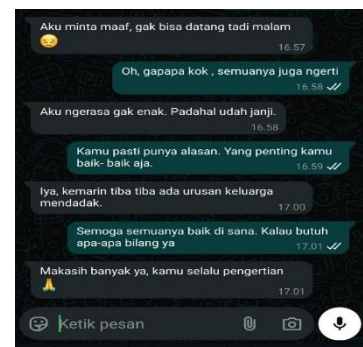 Aku minta maaf, gak bisa datang tadi malam
😔
16.57
Oh, gapapa kok , semuanya juga ngerti
16.58
Aku ngerasa gak enak. Padahal udah janji.
16.58
Kamu pasti punya alasan. Yang penting kamu
baik- baik aja.
16.59
Iya, kemarin tiba tiba ada urusan keluarga
mendadak.
17.00
Semoga semuanya baik di sana. Kalau butuh
apa-apa bilang ya
17.01
Makasih banyak ya, kamu selalu pengertian
🙏
17.01
Ketik pesan